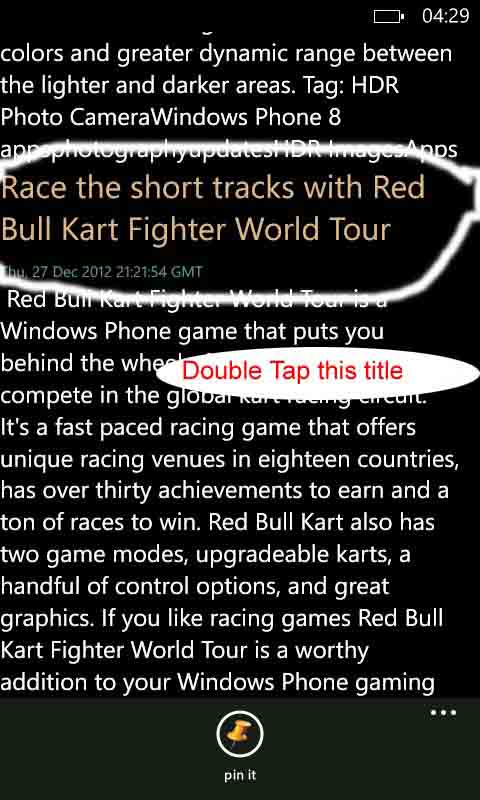 04:29
colors and greater dynamic range between
the lighter and darker areas. Tag: HDR
Photo CameraWindows Phone 8
appsphotographyupdatesHDR ImagesApps
Race the short tracks with Red
Bull Kart Fighter World Tour
Thu, 27 Dec 2012 21:21:54 GMT
Red Bull Kart Fighter World Tour is a
Windows Phone game that puts you
behind the wheel
Double Tap this title
compete in the global kart racing circuit.
It's a fast paced racing game that offers
unique racing venues in eighteen countries,
has over thirty achievements to earn and a
ton of races to win. Red Bull Kart also has
two game modes, upgradeable karts, a
handful of control options, and great
graphics. If you like racing games Red Bull
Kart Fighter World Tour is a worthy
addition to your Windows Phone gaming
pin it